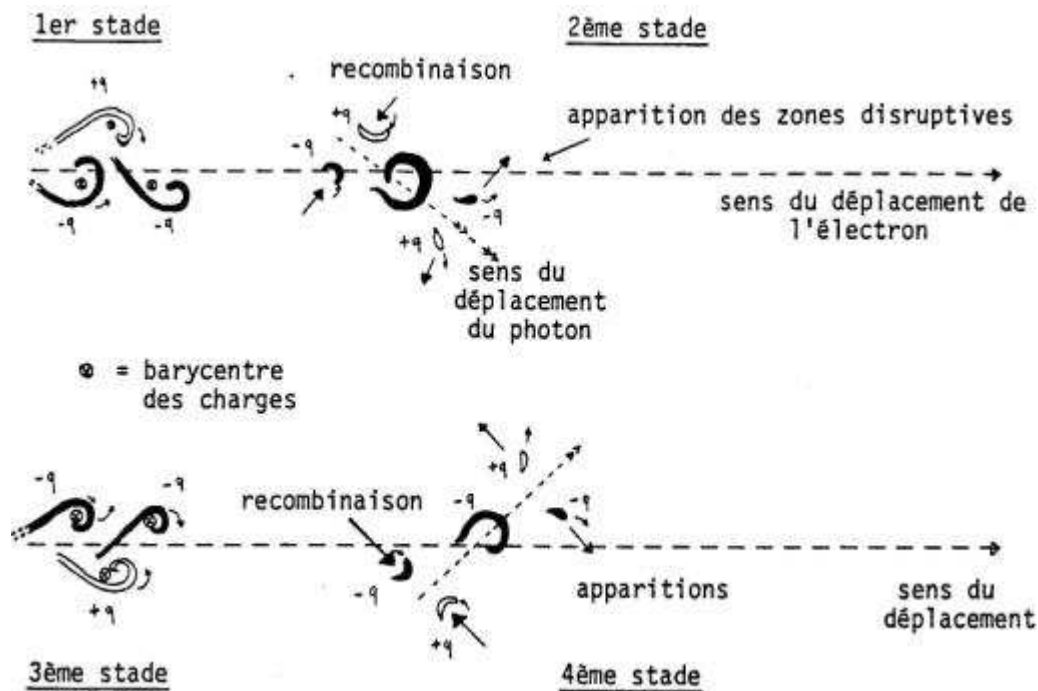 1er stade
2ème stade
recombinaison
+q
+q
apparition des zones disruptives
-q
-q
-q
-q
+q
sens du déplacement de
l'électron
sens du
déplacement
du photon
⊗ = barycentre
des charges
+q
-q
-q
-q
-q
recombinaison
-q
+q
+q
apparitions
sens du
déplacement
3ème stade
4ème stade